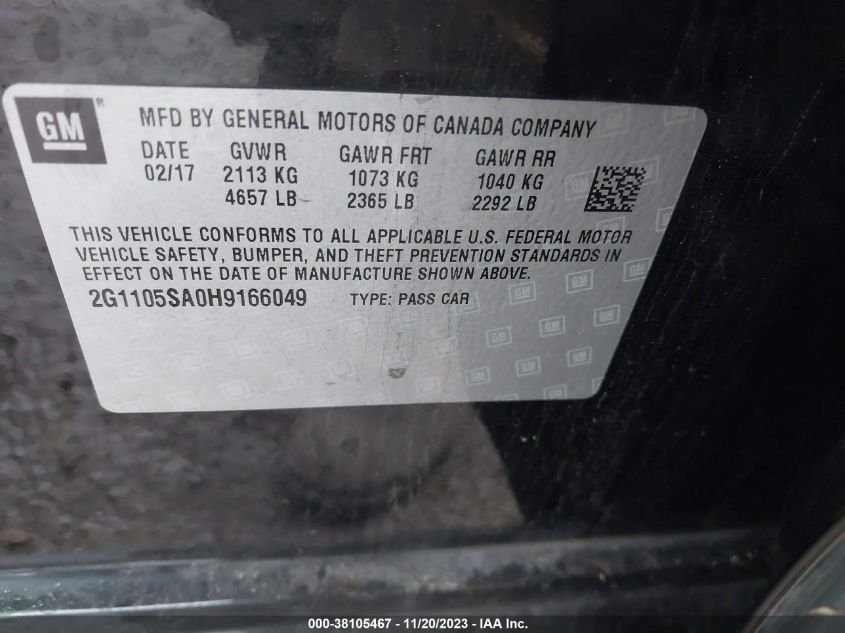 GM ®
MFD BY GENERAL MOTORS OF CANADA COMPANY
DATE GVWR GAWR FRT GAWR RR
02/17 2113 KG 1073 KG 1040 KG
4657 LB 2365 LB 2292 LB
THIS VEHICLE CONFORMS TO ALL APPLICABLE U.S. FEDERAL MOTOR
VEHICLE SAFETY, BUMPER, AND THEFT PREVENTION STANDARDS IN
EFFECT ON THE DATE OF MANUFACTURE SHOWN ABOVE.
2G1105SA0H9166049 TYPE: PASS CAR
000-38105467 - 11/20/2023 - IAA Inc.